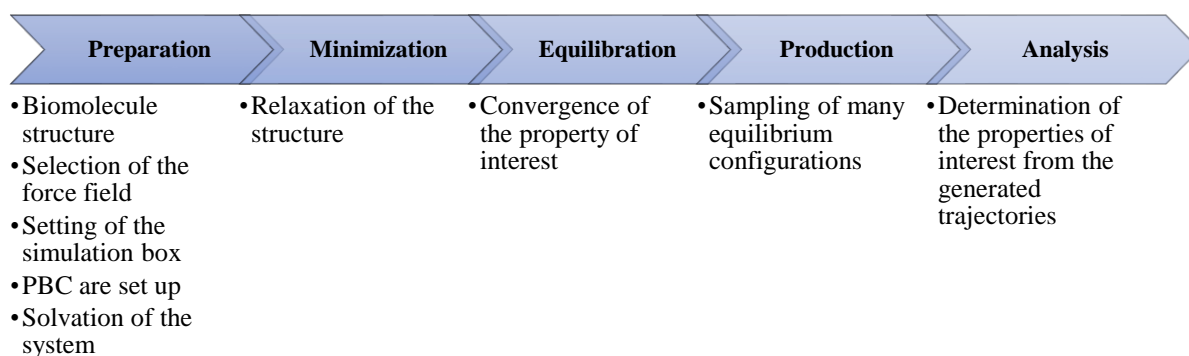 Preparation
Minimization
Equilibration
Production
Analysis
•Biomolecule
structure
•Selection of the
force field
•Setting of the
simulation box
•PBC are set up
•Solvation of the
system
•Relaxation of the
structure
•Convergence of
the property of
interest
•Sampling of many
equilibrium
configurations
•Determination of
the properties of
interest from the
generated
trajectories